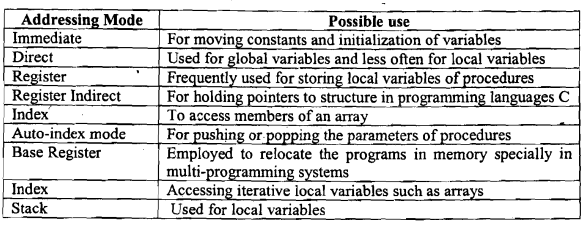 Addressing Mode Possible use
Immediate For moving constants and initialization of variables
Direct Used for global variables and less often for local variables
Register Frequently used for storing local variables of procedures
Register Indirect For holding pointers to structure in programming languages C
Index To access members of an array
Auto-index mode For pushing or popping the parameters of procedures
Base Register Employed to relocate the programs in memory specially in
multi-programming systems
Index Accessing iterative local variables such as arrays
Stack Used for local variables